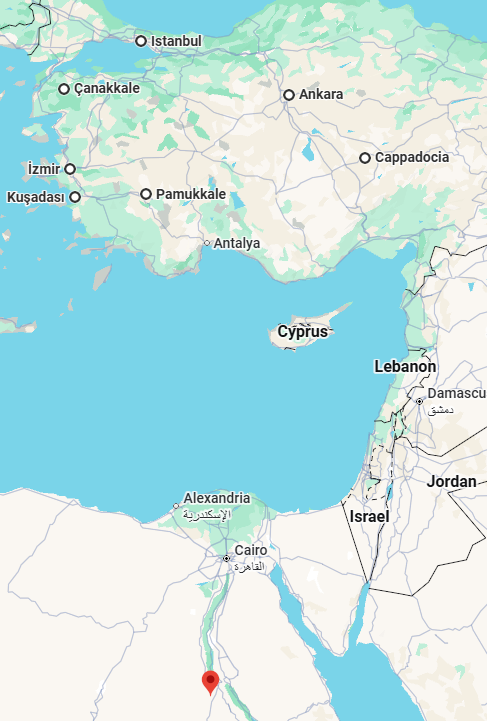 Istanbul
Çanakkale
Ankara
Cappadocia
İzmir
Kuşadası
Pamukkale
Antalya
Cyprus
Lebanon
Damascu
دمشق
Jordan
Alexandria
الإسكندرية
Israel
Cairo
القاهرة